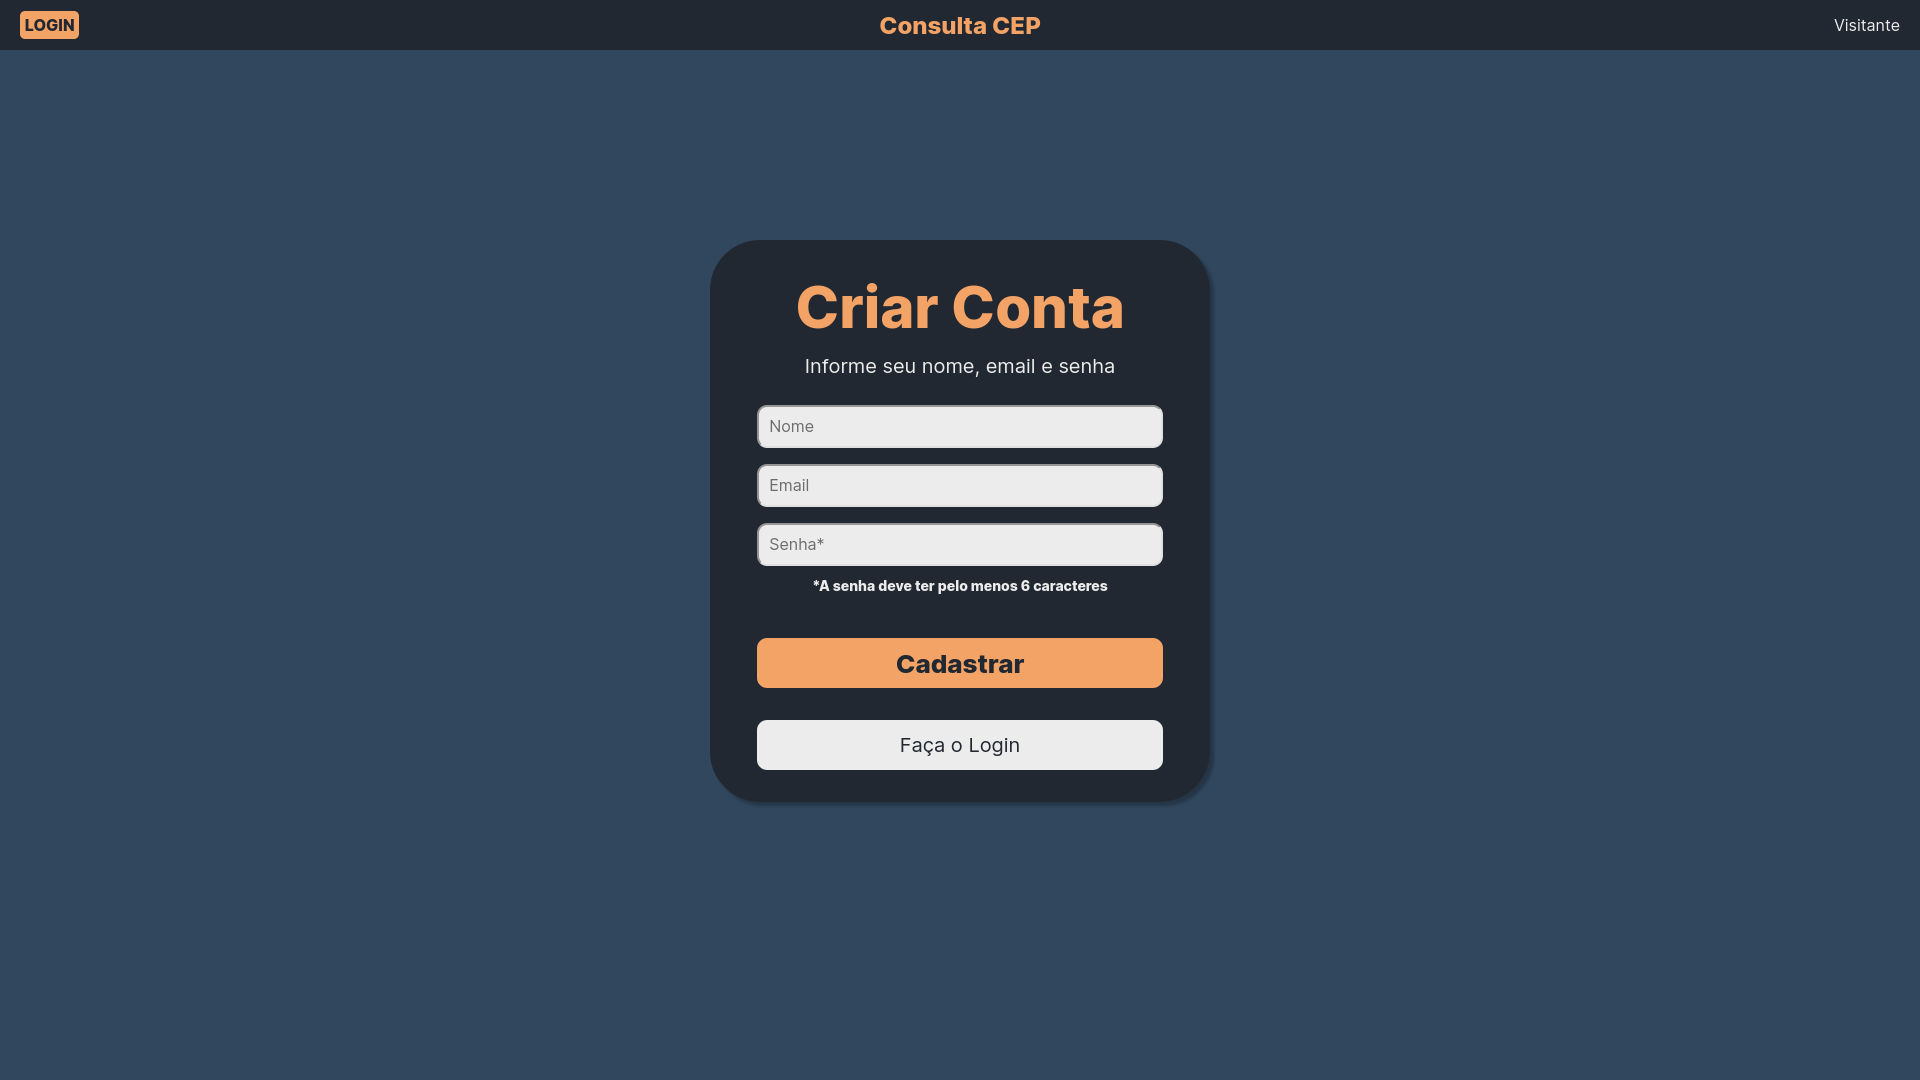 LOGIN
Consulta CEP
Visitante
Criar Conta
Informe seu nome, email e senha
Nome
Email
Senha*
*A senha deve ter pelo menos 6 caracteres
Cadastrar
Faça o Login